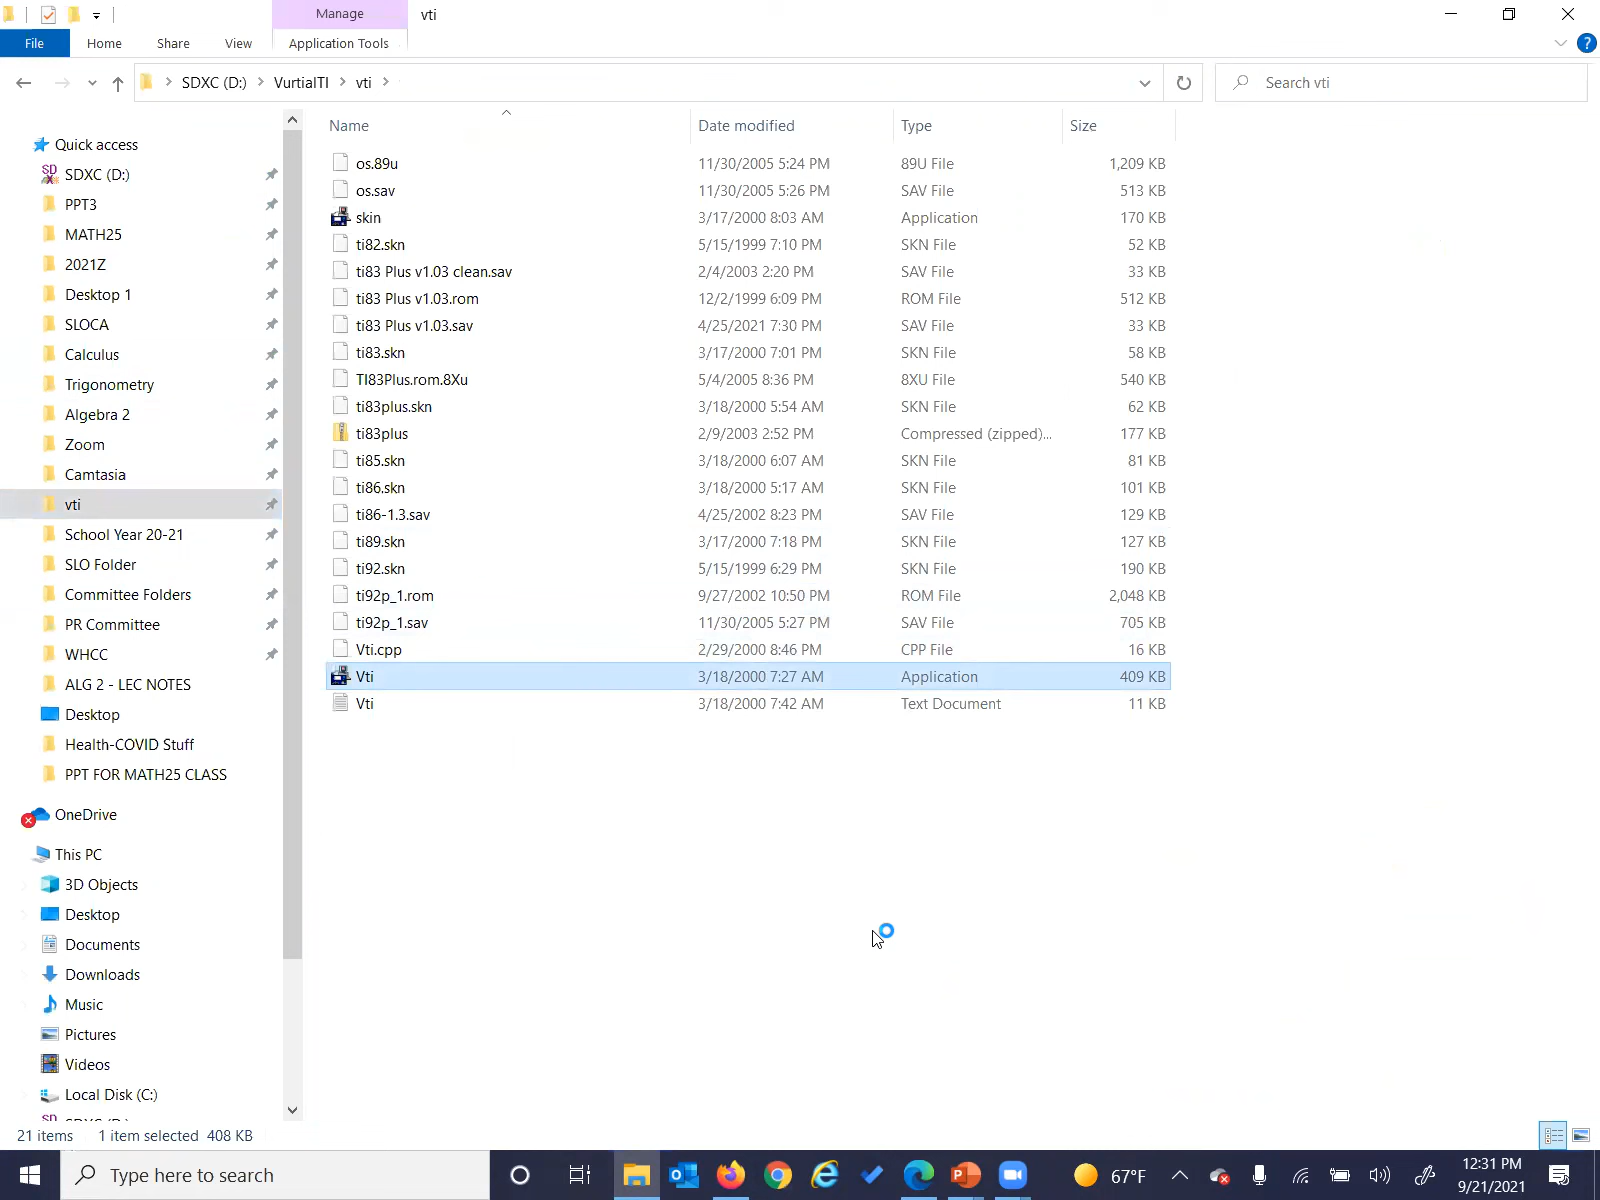 Manage
vti
File
Home
Share
View
Application Tools
?
SDXC (D:)
VurtialTI
vti
Search vti
Name
Date modified
Type
Size
Quick access
SDXC (D:)
PPT3
MATH25
2021Z
Desktop 1
SLOCA
Calculus
Trigonometry
Algebra 2
Zoom
Camtasia
vti
School Year 20-21
SLO Folder
Committee Folders
PR Committee
WHCC
ALG 2 - LEC NOTES
Desktop
Health-COVID Stuff
PPT FOR MATH25 CLASS
OneDrive
This PC
3D Objects
Desktop
Documents
Downloads
Music
Pictures
Videos
Local Disk (C:)
os.89u 11/30/2005 5:24 PM 89U File 1,209 KB
os.sav 11/30/2005 5:26 PM SAV File 513 KB
skin 3/17/2000 8:03 AM Application 170 KB
ti82.skn 5/15/1999 7:10 PM SKN File 52 KB
ti83 Plus v1.03 clean.sav 2/4/2003 2:20 PM SAV File 33 KB
ti83 Plus v1.03.rom 12/2/1999 6:09 PM ROM File 512 KB
ti83 Plus v1.03.sav 4/25/2021 7:30 PM SAV File 33 KB
ti83.skn 3/17/2000 7:01 PM SKN File 58 KB
TI83Plus.rom.8Xu 5/4/2005 8:36 PM 8XU File 540 KB
ti83plus.skn 3/18/2000 5:54 AM SKN File 62 KB
ti83plus 2/9/2003 2:52 PM Compressed (zipped)... 177 KB
ti85.skn 3/18/2000 6:07 AM SKN File 81 KB
ti86.skn 3/18/2000 5:17 AM SKN File 101 KB
ti86-1.3.sav 4/25/2002 8:23 PM SAV File 129 KB
ti89.skn 3/17/2000 7:18 PM SKN File 127 KB
ti92.skn 5/15/1999 6:29 PM SKN File 190 KB
ti92p_1.rom 9/27/2002 10:50 PM ROM File 2,048 KB
ti92p_1.sav 11/30/2005 5:27 PM SAV File 705 KB
Vti.cpp 2/29/2000 8:46 PM CPP File 16 KB
Vti 3/18/2000 7:27 AM Application 409 KB
Vti 3/18/2000 7:42 AM Text Document 11 KB
21 items 1 item selected 408 KB
Type here to search
67°F
12:31 PM
9/21/2021